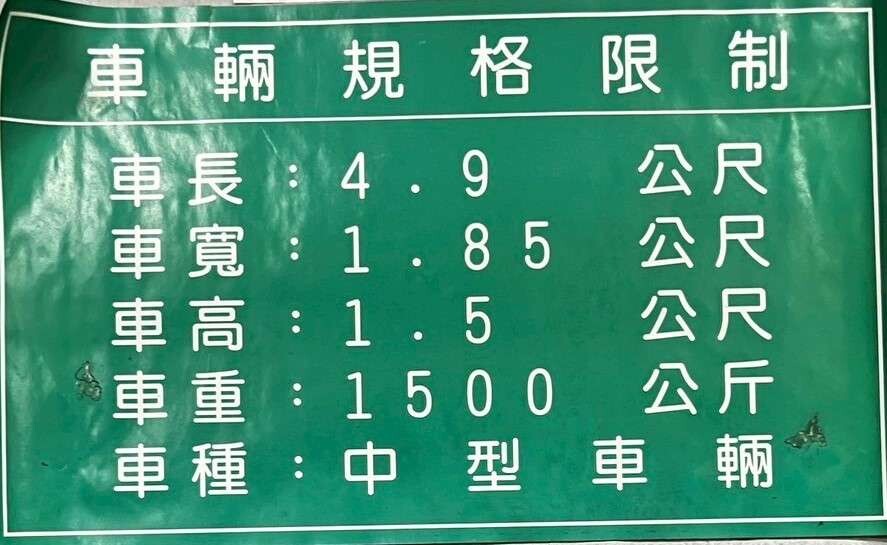 車輛規格限制
車長:4.9 公尺
車寬:1.85 公尺
車高:1.5 公尺
車重:1500 公斤
車種:中型車輛